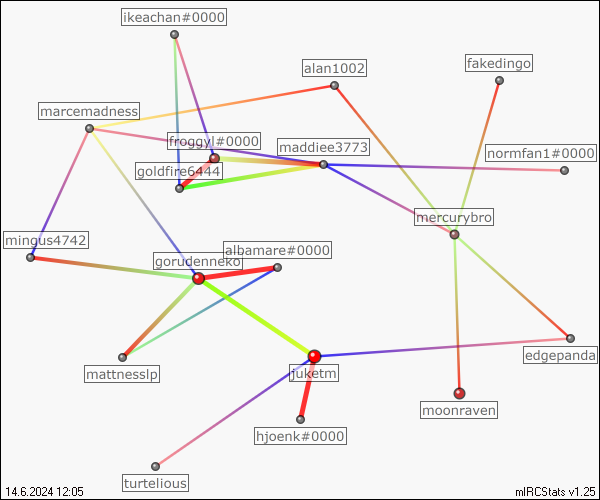 ikeachan#0000
fakedingo
alan1002
marcemadness
froggyl#0000
maddiee3773
normfan1#0000
goldfire6444
mercurybro
mingus4742
albamare#0000
gorudenneko
edgepanda
mattnesslp
juketm
moonraven
hjoenk#0000
turtelious
14.6.2024 12:05
mIRCStats v1.25